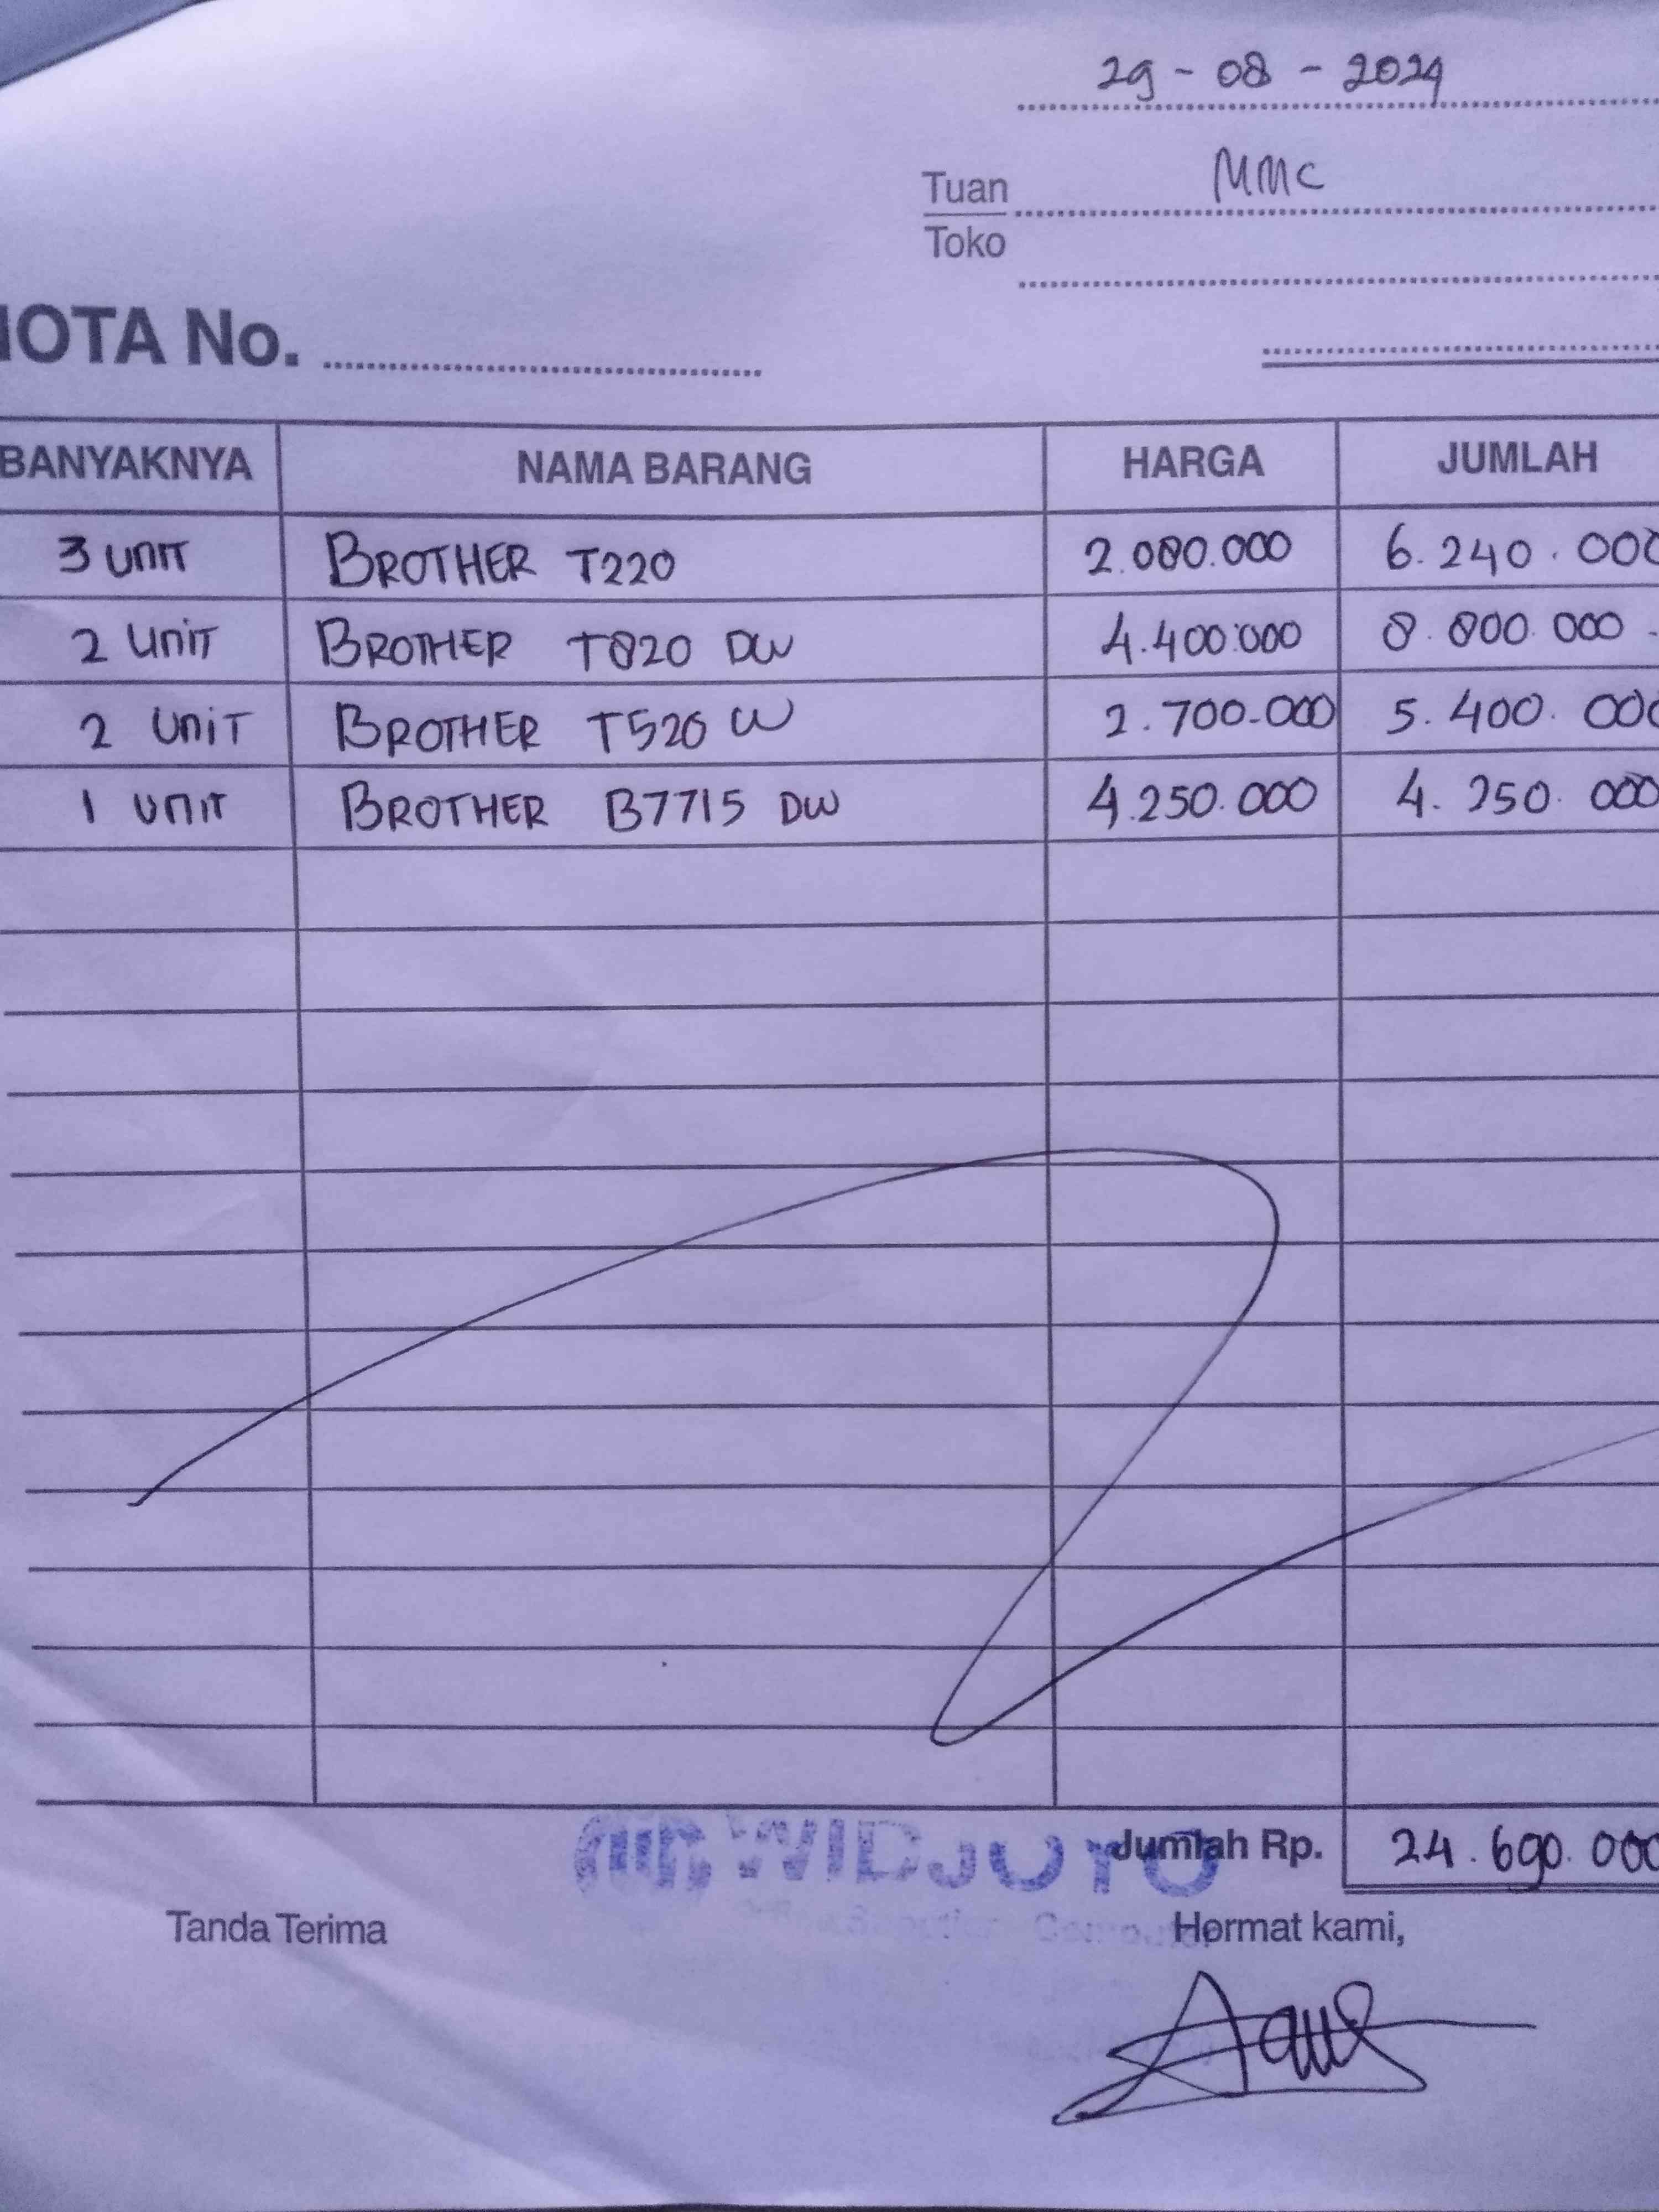 29 - 08 - 2024
Tuan MMC
Toko
NOTA No.
BANYAKNYA NAMA BARANG HARGA JUMLAH
3 UNIT BROTHER T220 2.080.000 6.240.000
2 UNIT BROTHER T820 DW 4.400.000 8.800.000 -
2 UNIT BROTHER T520 W 2.700.000 5.400.000
1 UNIT BROTHER B7715 DW 4.250.000 4.250.000
WIDJOYO Jumlah Rp. 24.690.000
Computer
Tanda Terima Hormat kami,